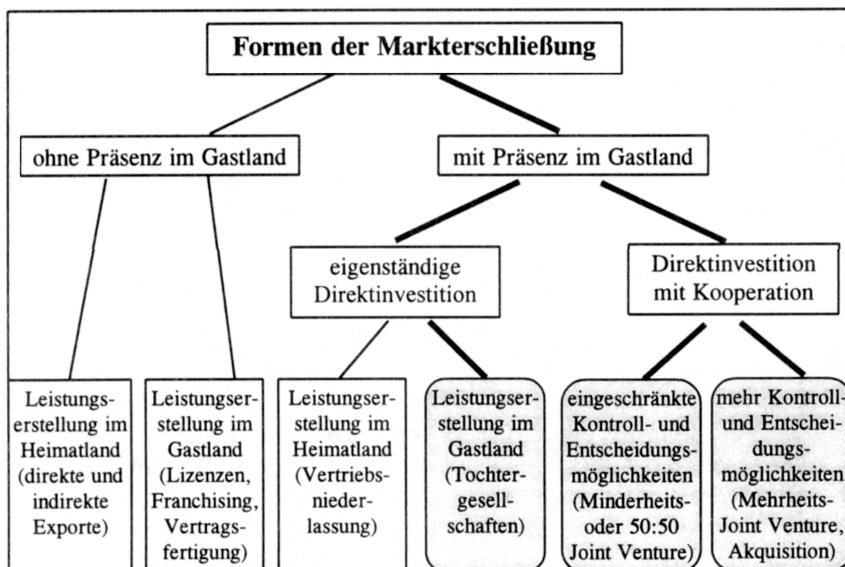 Formen der Markterschließung
ohne Präsenz im Gastland
mit Präsenz im Gastland
eigenständige
Direktinvestition
Direktinvestition
mit Kooperation
Leistungs-
erstellung im
Heimatland
(direkte und
indirekte
Exporte)
Leistungser-
stellung im
Gastland
(Lizenzen,
Franchising,
Vertrags-
fertigung)
Leistungser-
stellung im
Heimatland
(Vertriebs-
nieder-
lassung)
Leistungser-
stellung im
Gastland
(Tochter-
gesell-
schaften)
eingeschränkte
Kontroll- und
Entscheidungs-
möglichkeiten
(Minderheits-
oder 50:50
Joint Venture)
mehr Kontroll-
und Entschei-
dungs-
möglichkeiten
(Mehrheits-
Joint Venture,
Akquisition)